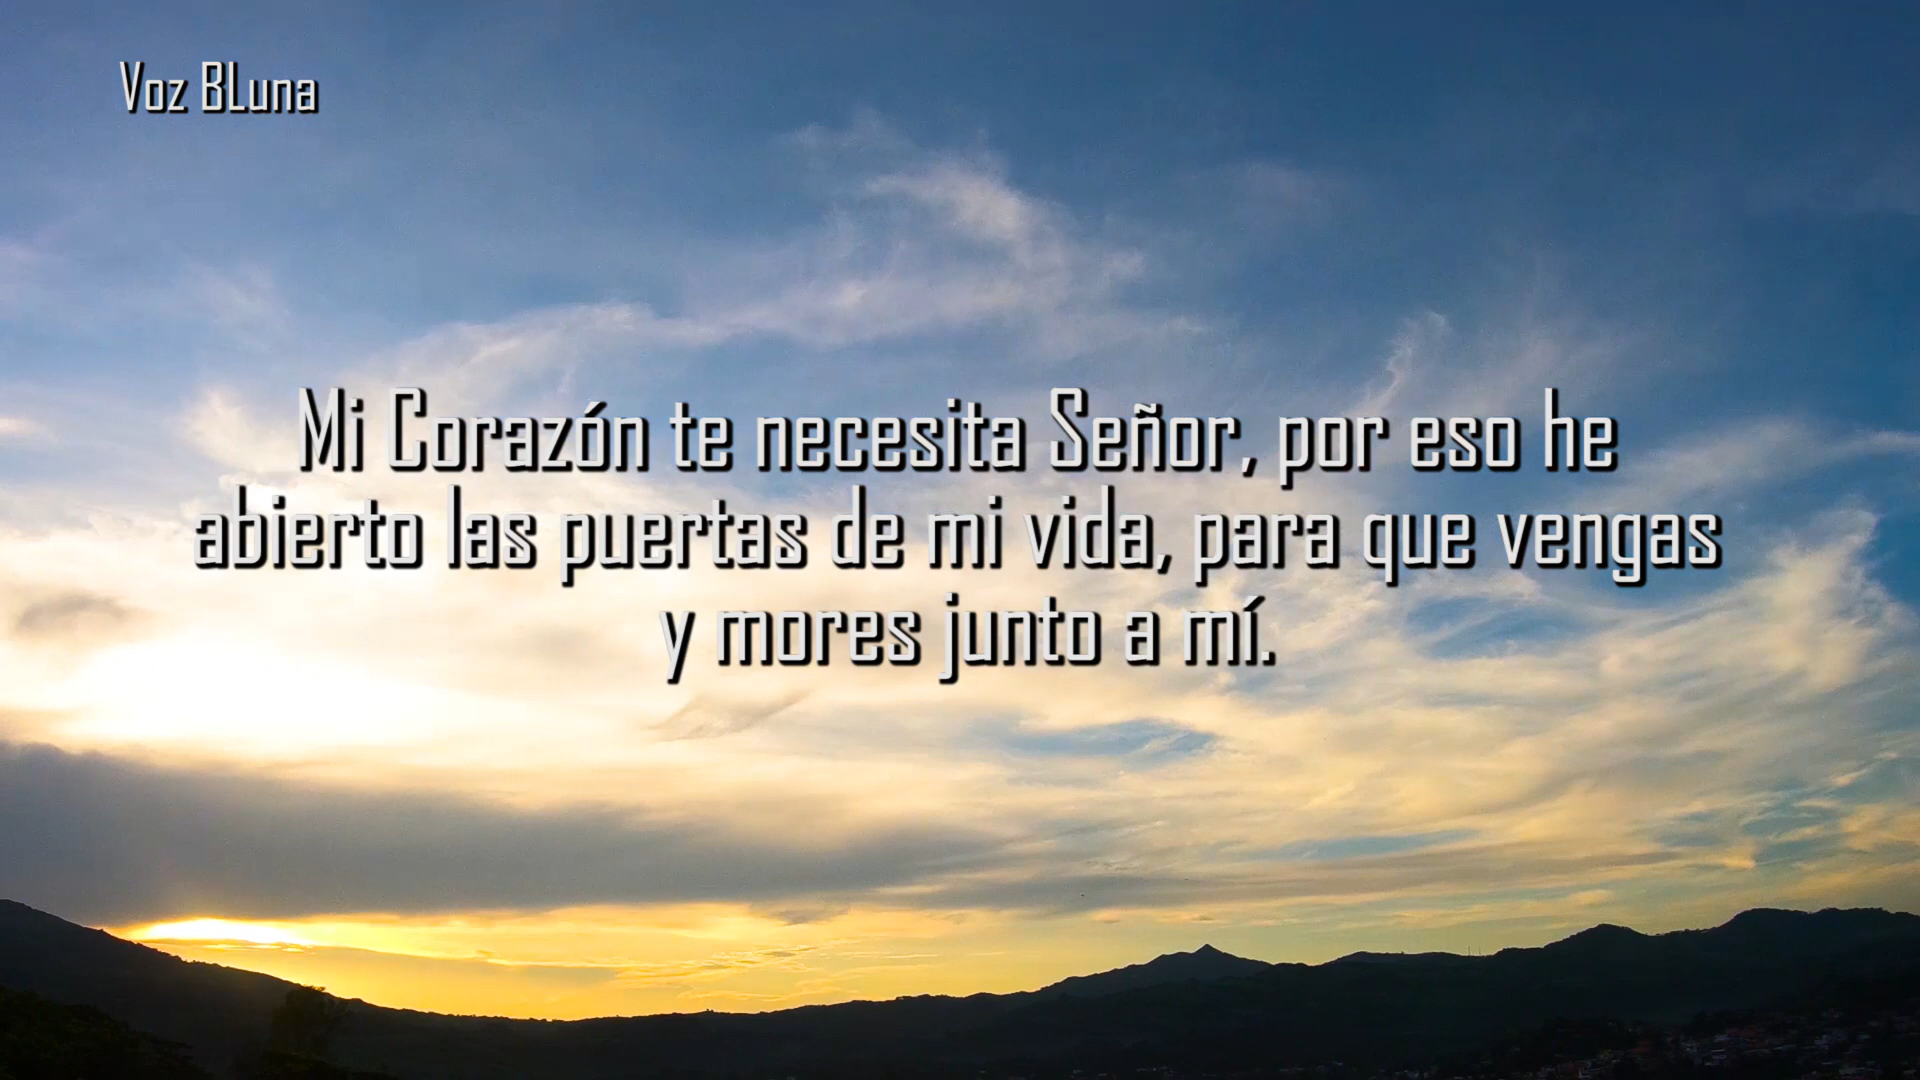 Voz BLuna
Mi Corazón te necesita Señor, por eso he
abierto las puertas de mi vida, para que vengas
y mores junto a mí.